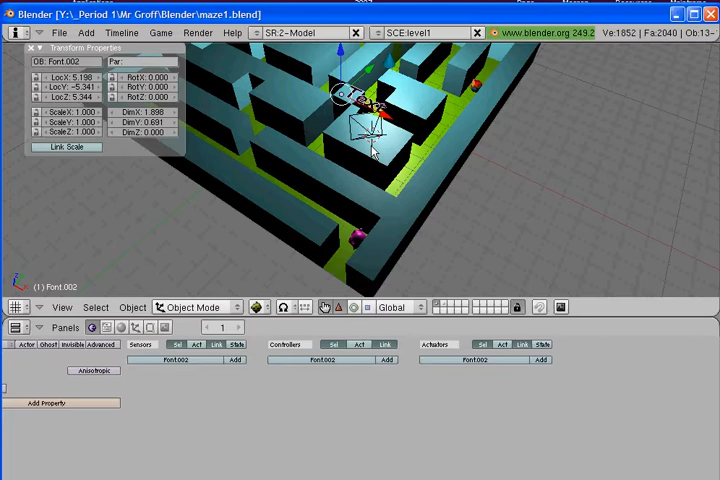 Blender [Y:\_Period 1\Mr Groff\Blender\maze1.blend]
File Add Timeline Game Render Help SR:2-Model SCE:level1 www.blender.org 249.2 Ve:1852 | Fa:2040 | Ob:13-
Transform Properties
OB: Font.002 Par:
LocX: 5.198 RotX: 0.000
LocY: -5.341 RotY: 0.000
LocZ: 5.344 RotZ: 0.000
ScaleX: 1.000 DimX: 1.898
ScaleY: 1.000 DimY: 0.691
ScaleZ: 1.000 DimZ: 0.000
Link Scale
(1) Font.002
View Select Object Object Mode Global
Panels 1
Actor Ghost Invisible Advanced Sensors Sel Act Link State Controllers Sel Act Link Actuators Sel Act Link State
Font.002 Add Font.002 Add Font.002 Add
Anisotropic
Add Property